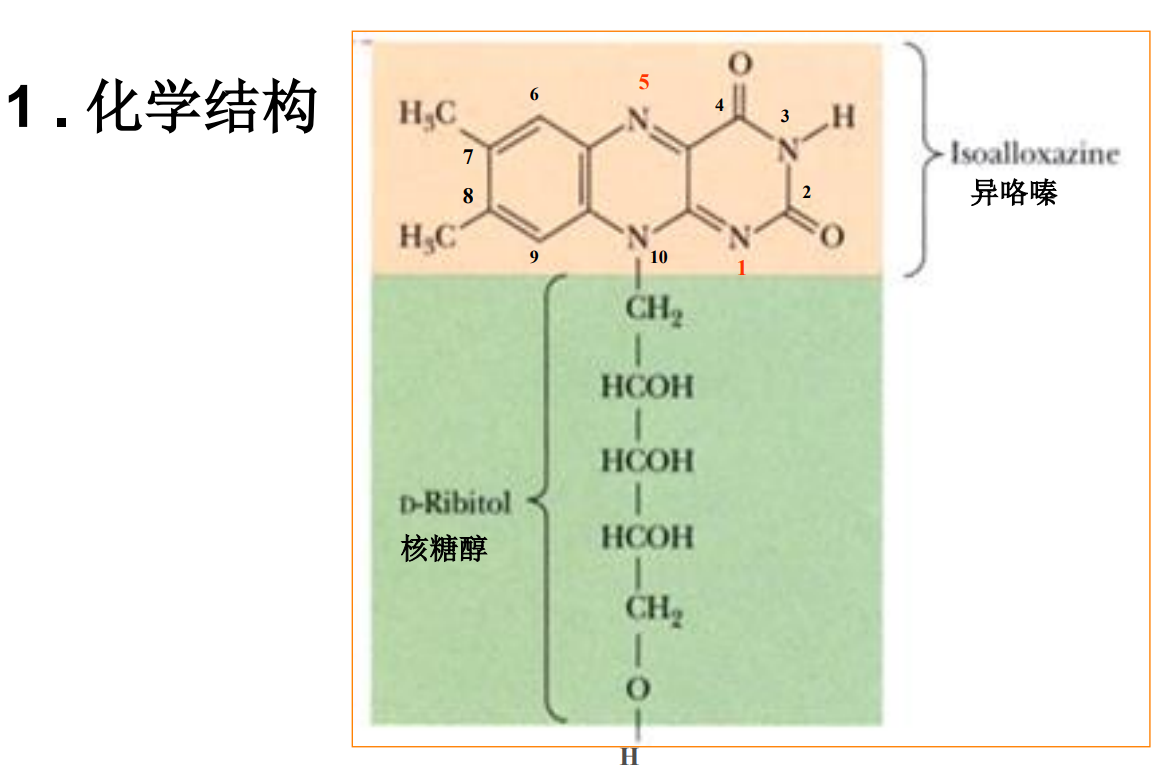 1 . 化学结构
O
5
6
4
3
H
H₃C
N
N
7
Isoalloxazine
异咯嗪
8
2
H₃C
N
N
O
9
10
1
CH₂
HCOH
HCOH
D-Ribitol
核糖醇
HCOH
CH₂
O
H